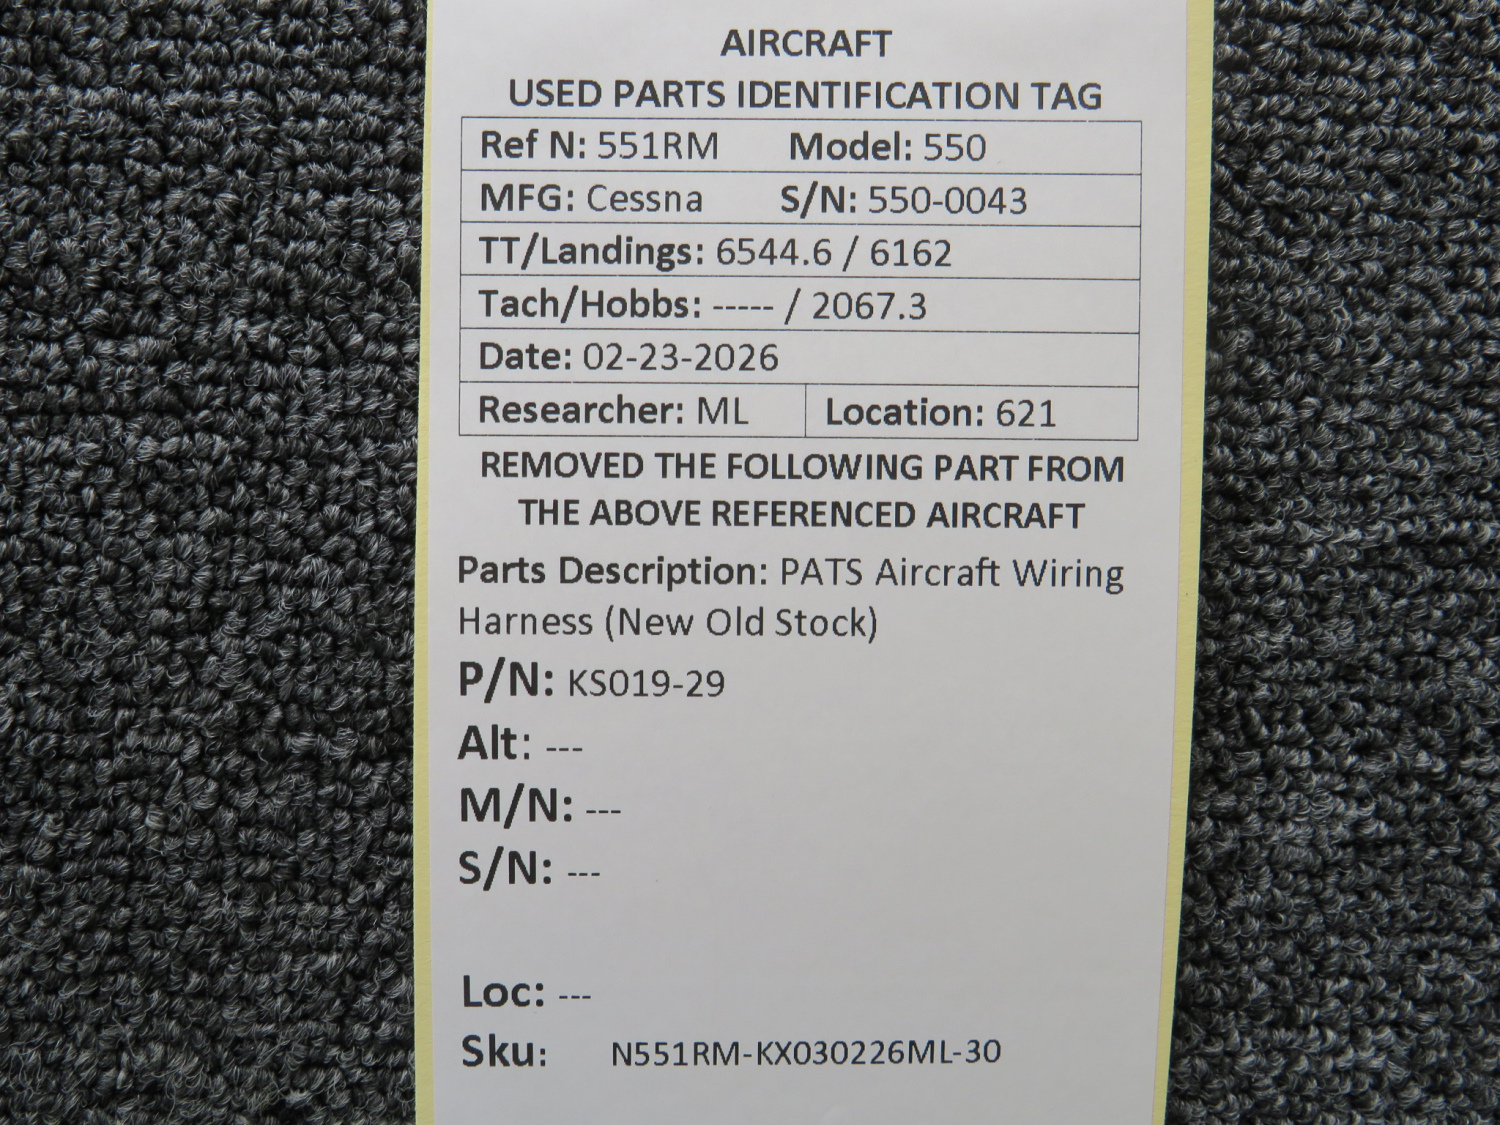 AIRCRAFT
USED PARTS IDENTIFICATION TAG
Ref N: 551RM Model: 550
MFG: Cessna S/N: 550-0043
TT/Landings: 6544.6 / 6162
Tach/Hobbs: ----- / 2067.3
Date: 02-23-2026
Researcher: ML Location: 621
REMOVED THE FOLLOWING PART FROM
THE ABOVE REFERENCED AIRCRAFT
Parts Description: PATS Aircraft Wiring
Harness (New Old Stock)
P/N: KS019-29
Alt: ---
M/N: ---
S/N: ---
Loc: ---
Sku: N551RM-KX030226ML-30